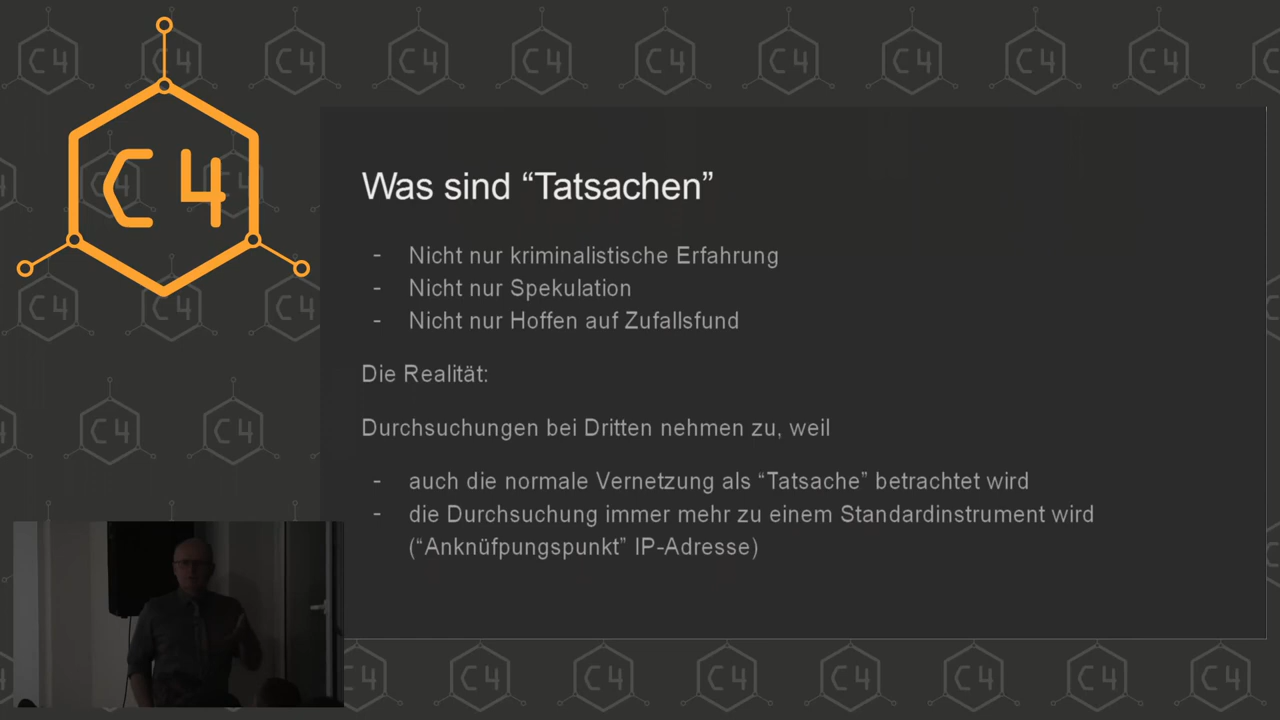 C4
Was sind “Tatsachen”
- Nicht nur kriminalistische Erfahrung
- Nicht nur Spekulation
- Nicht nur Hoffen auf Zufallsfund
Die Realität:
Durchsuchungen bei Dritten nehmen zu, weil
- auch die normale Vernetzung als “Tatsache” betrachtet wird
- die Durchsuchung immer mehr zu einem Standardinstrument wird
(“Anknüfpungspunkt” IP-Adresse)